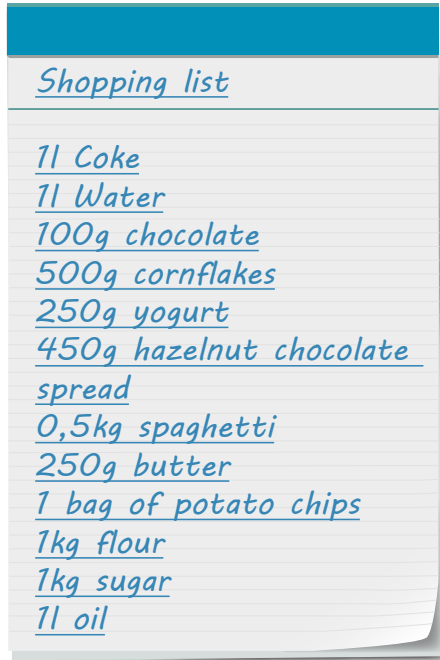 Shopping list
1l Coke
1l Water
100g chocolate
500g cornflakes
250g yogurt
450g hazelnut chocolate
spread
0,5kg spaghetti
250g butter
1 bag of potato chips
1kg flour
1kg sugar
1l oil